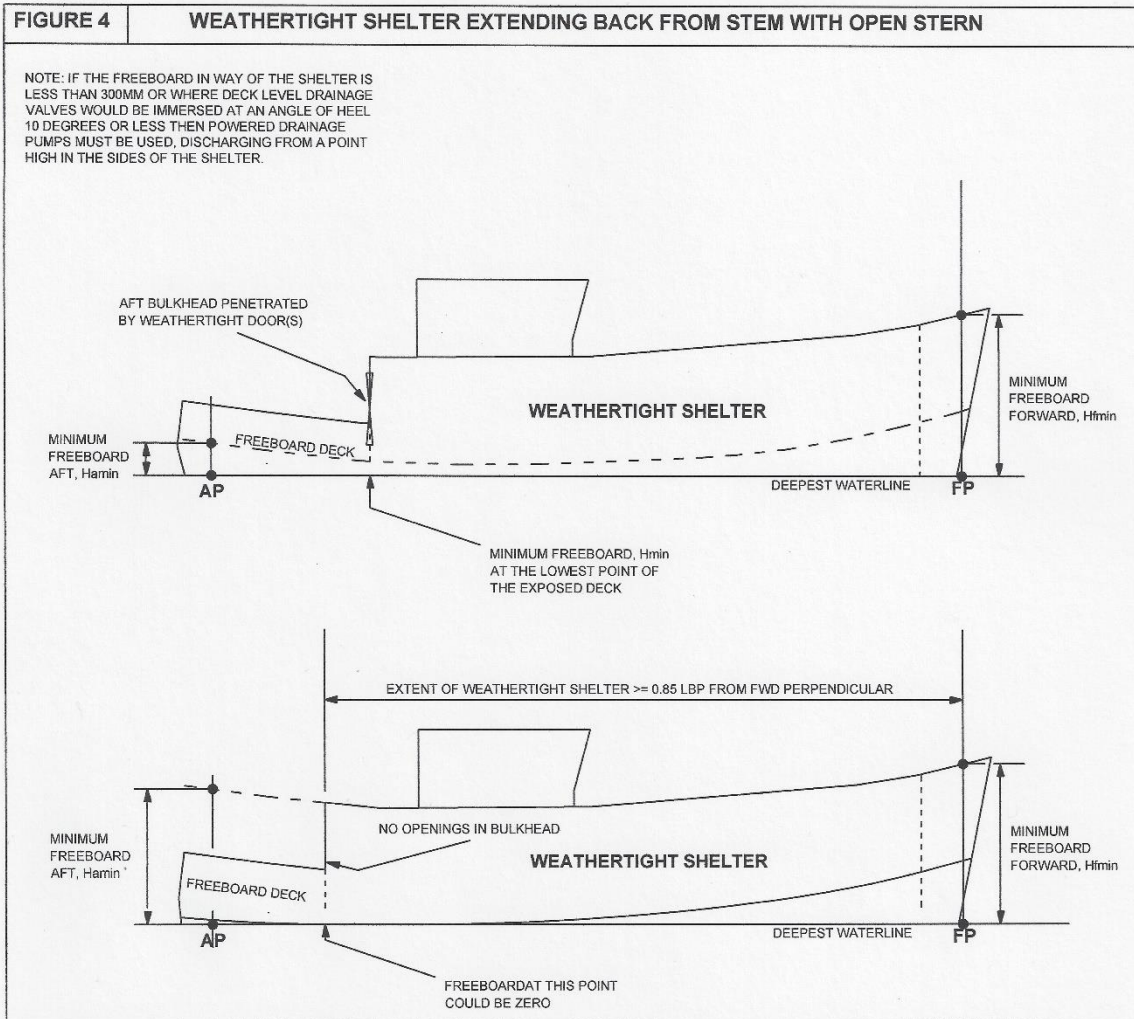 FIGURE 4
WEATHERTIGHT SHELTER EXTENDING BACK FROM STEM WITH OPEN STERN
NOTE: IF THE FREEBOARD IN WAY OF THE SHELTER IS
LESS THAN 300MM OR WHERE DECK LEVEL DRAINAGE
VALVES WOULD BE IMMERSED AT AN ANGLE OF HEEL
10 DEGREES OR LESS THEN POWERED DRAINAGE
PUMPS MUST BE USED, DISCHARGING FROM A POINT
HIGH IN THE SIDES OF THE SHELTER.
AFT BULKHEAD PENETRATED
BY WEATHERTIGHT DOOR(S)
WEATHERTIGHT SHELTER
MINIMUM
FREEBOARD
FORWARD, Hfmin
MINIMUM
FREEBOARD
AFT, Hamin
FREEBOARD DECK
AP
DEEPEST WATERLINE
FP
MINIMUM FREEBOARD, Hmin
AT THE LOWEST POINT OF
THE EXPOSED DECK
EXTENT OF WEATHERTIGHT SHELTER >= 0.85 LBP FROM FWD PERPENDICULAR
NO OPENINGS IN BULKHEAD
WEATHERTIGHT SHELTER
MINIMUM
FREEBOARD
AFT, Hamin
MINIMUM
FREEBOARD
FORWARD, Hfmin
FREEBOARD DECK
AP
DEEPEST WATERLINE
FP
FREEBOARDAT THIS POINT
COULD BE ZERO